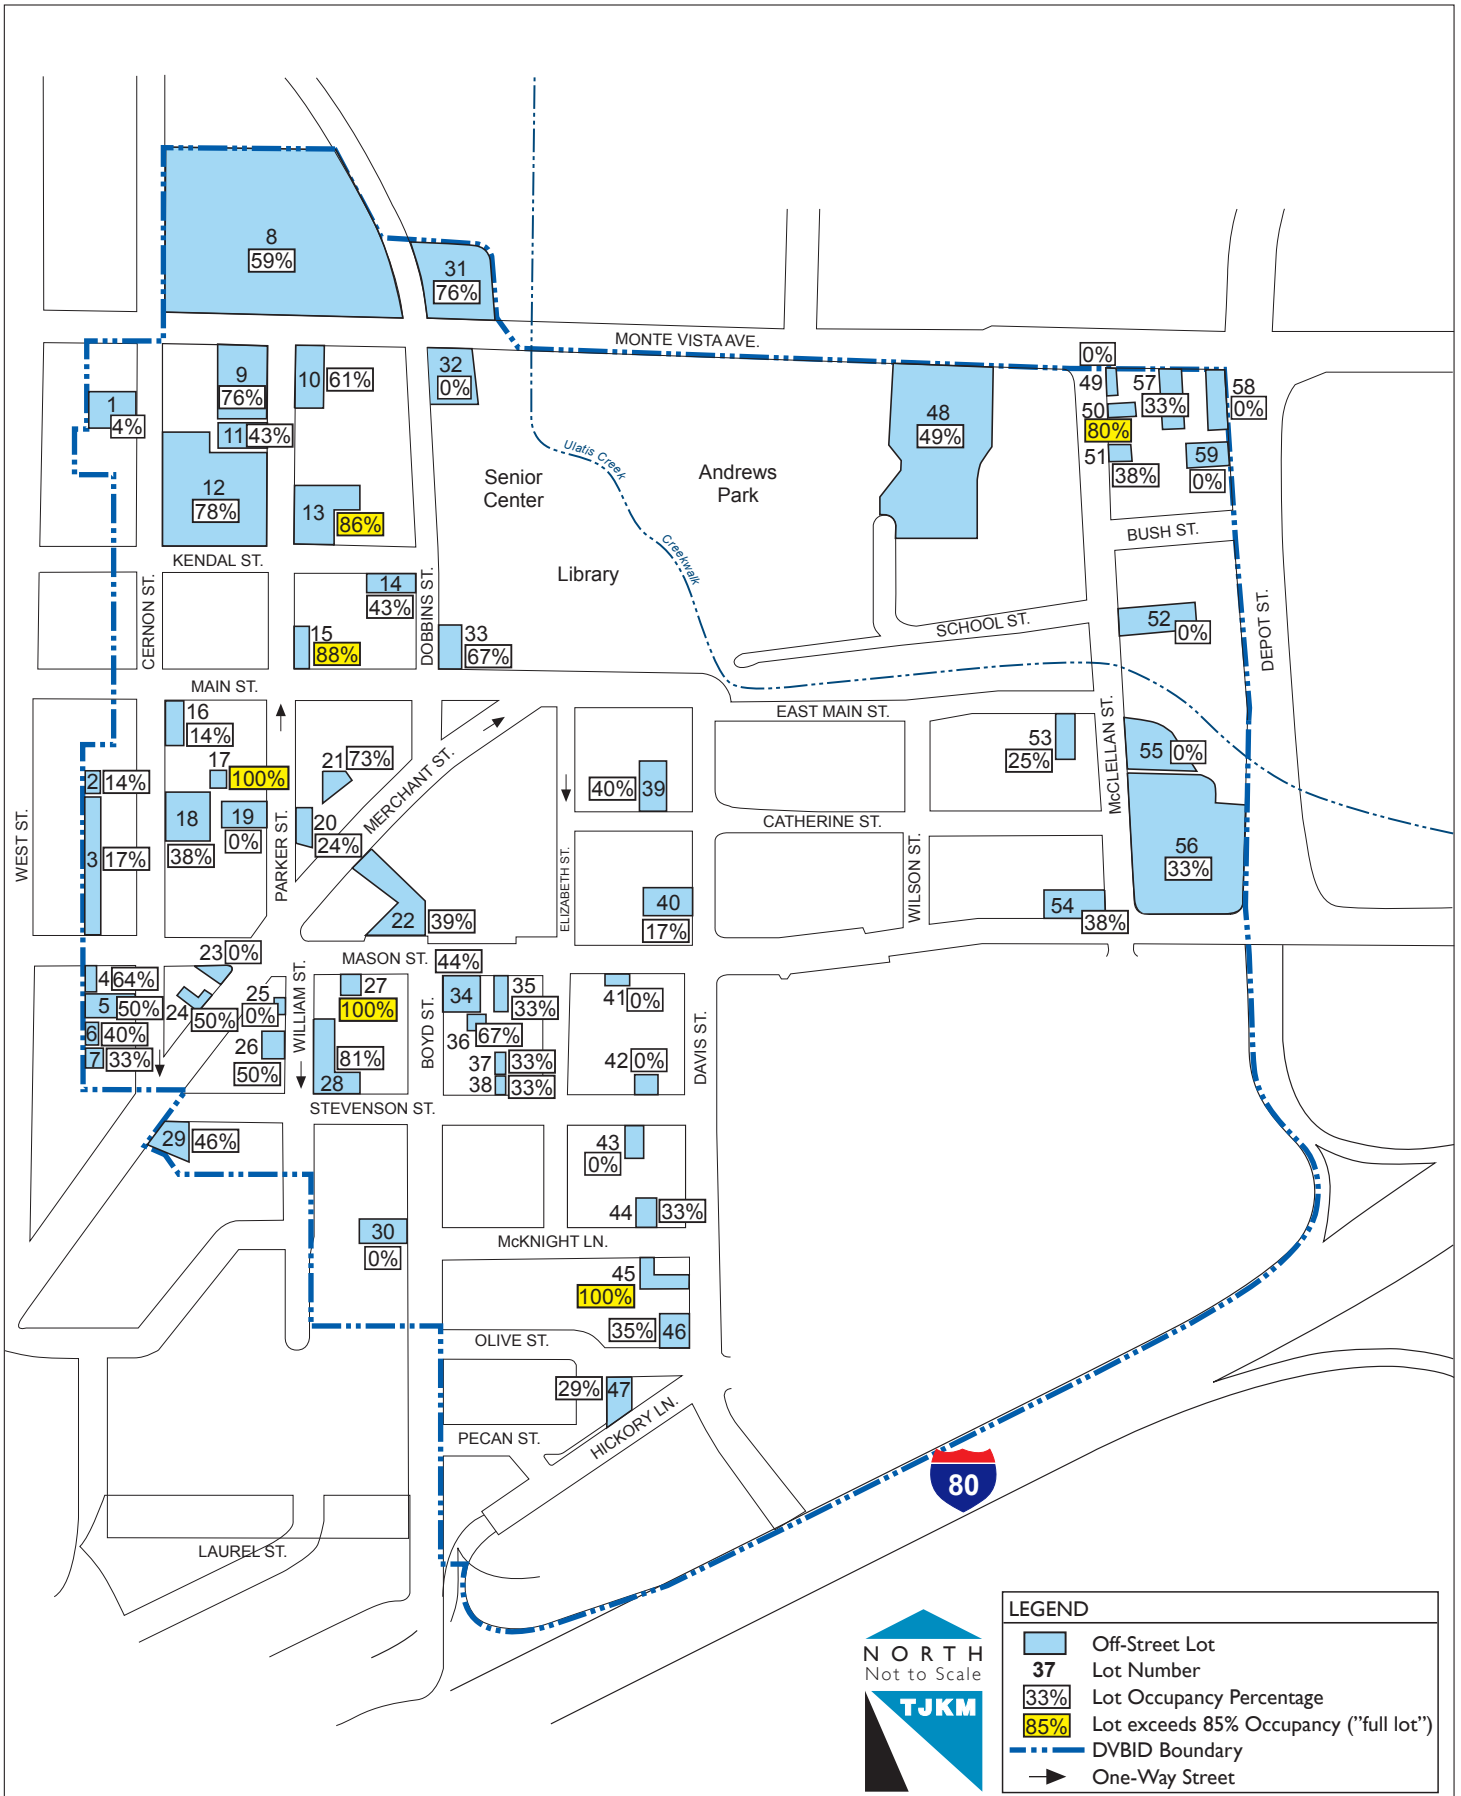 8
59%
31
76%
MONTE VISTA AVE.
1
4%
9
76%
10
61%
11
43%
12
78%
13
86%
32
0%
Senior
Center
Ulatis Creek
Creekwalk
Andrews
Park
Library
48
49%
0%
49
50
80%
51
38%
57
33%
58
0%
59
0%
BUSH ST.
KENDAL ST.
CERNON ST.
14
43%
15
88%
DOBBINS ST.
33
67%
SCHOOL ST.
52
0%
DEPOT ST.
MAIN ST.
EAST MAIN ST.
16
14%
17
100%
18
38%
19
0%
2
14%
3
17%
WEST ST.
PARKER ST.
21
73%
20
24%
MERCHANT ST.
22
39%
40%
39
ELIZABETH ST.
40
17%
CATHERINE ST.
WILSON ST.
53
25%
McCLELLAN ST.
55
0%
56
33%
54
38%
MASON ST.
44%
23
0%
4
64%
5
50%
6
40%
7
33%
24
50%
25
0%
26
50%
WILLIAM ST.
27
100%
81%
28
BOYD ST.
34
35
33%
36
67%
37
33%
38
33%
41
0%
42
0%
DAVIS ST.
STEVENSON ST.
29
46%
43
0%
44
33%
30
0%
McKNIGHT LN.
45
100%
35%
46
OLIVE ST.
29%
47
HICKORY LN.
PECAN ST.
80
LAUREL ST.
NORTH
Not to Scale
TJKM
LEGEND
Off-Street Lot
37 Lot Number
33% Lot Occupancy Percentage
85% Lot exceeds 85% Occupancy ("full lot")
DVBID Boundary
One-Way Street